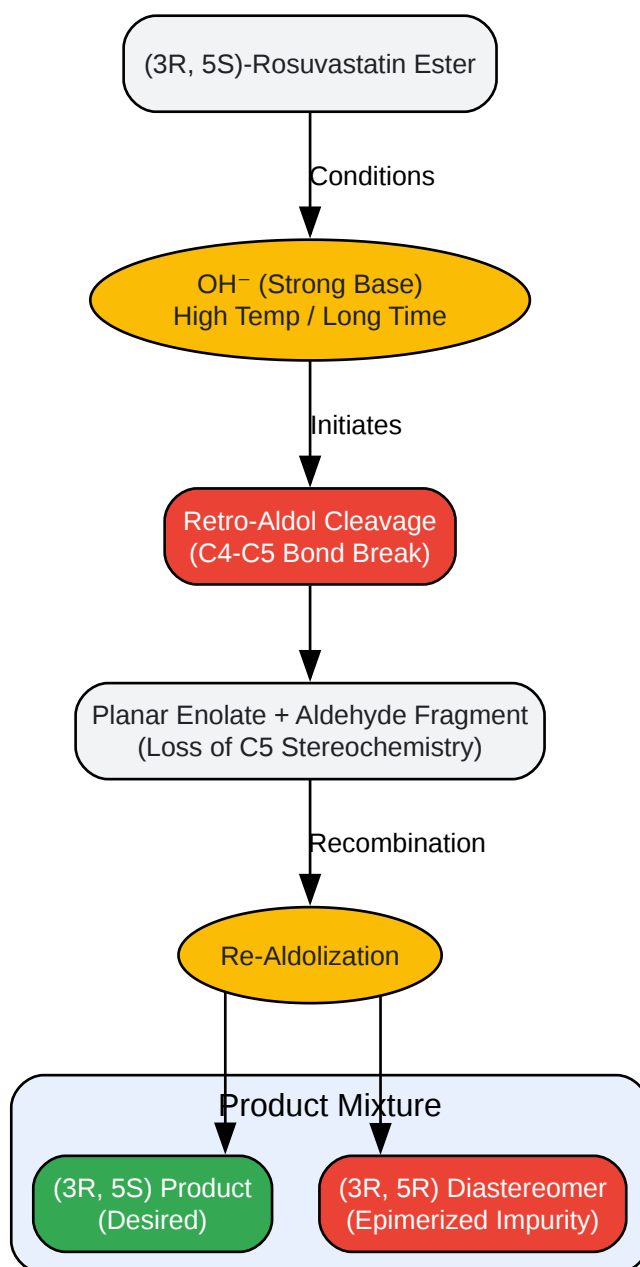 (3R, 5S)-Rosuvastatin Ester
Conditions
OH⁻ (Strong Base)
High Temp / Long Time
Initiates
Retro-Aldol Cleavage
(C4-C5 Bond Break)
Planar Enolate + Aldehyde Fragment
(Loss of C5 Stereochemistry)
Recombination
Re-Aldolization
Product Mixture
(3R, 5S) Product
(Desired)
(3R, 5R) Diastereomer
(Epimerized Impurity)